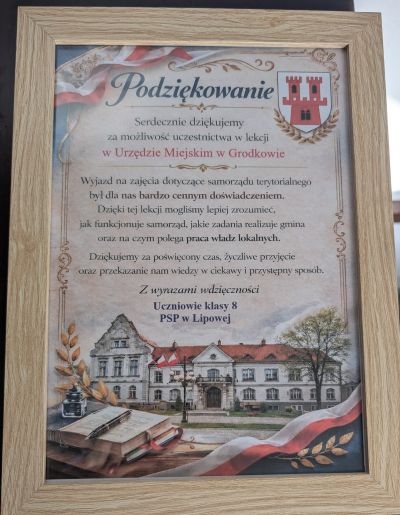 Podziękowanie
Serdecznie dziękujemy
za możliwość uczestnictwa w lekcji
w Urzędzie Miejskim w Grodkowie
Wyjazd na zajęcia dotyczące samorządu terytorialnego
był dla nas bardzo cennym doświadczeniem.
Dzięki tej lekcji mogliśmy lepiej zrozumieć,
jak funkcjonuje samorząd, jakie zadania realizuje gmina
oraz na czym polega praca władz lokalnych.
Dziękujemy za poświęcony czas, życzliwe przyjęcie
oraz przekazanie nam wiedzy w ciekawy i przystępny sposób.
Z wyrazami wdzięczności
Uczniowie klasy 8
PSP w Lipowej